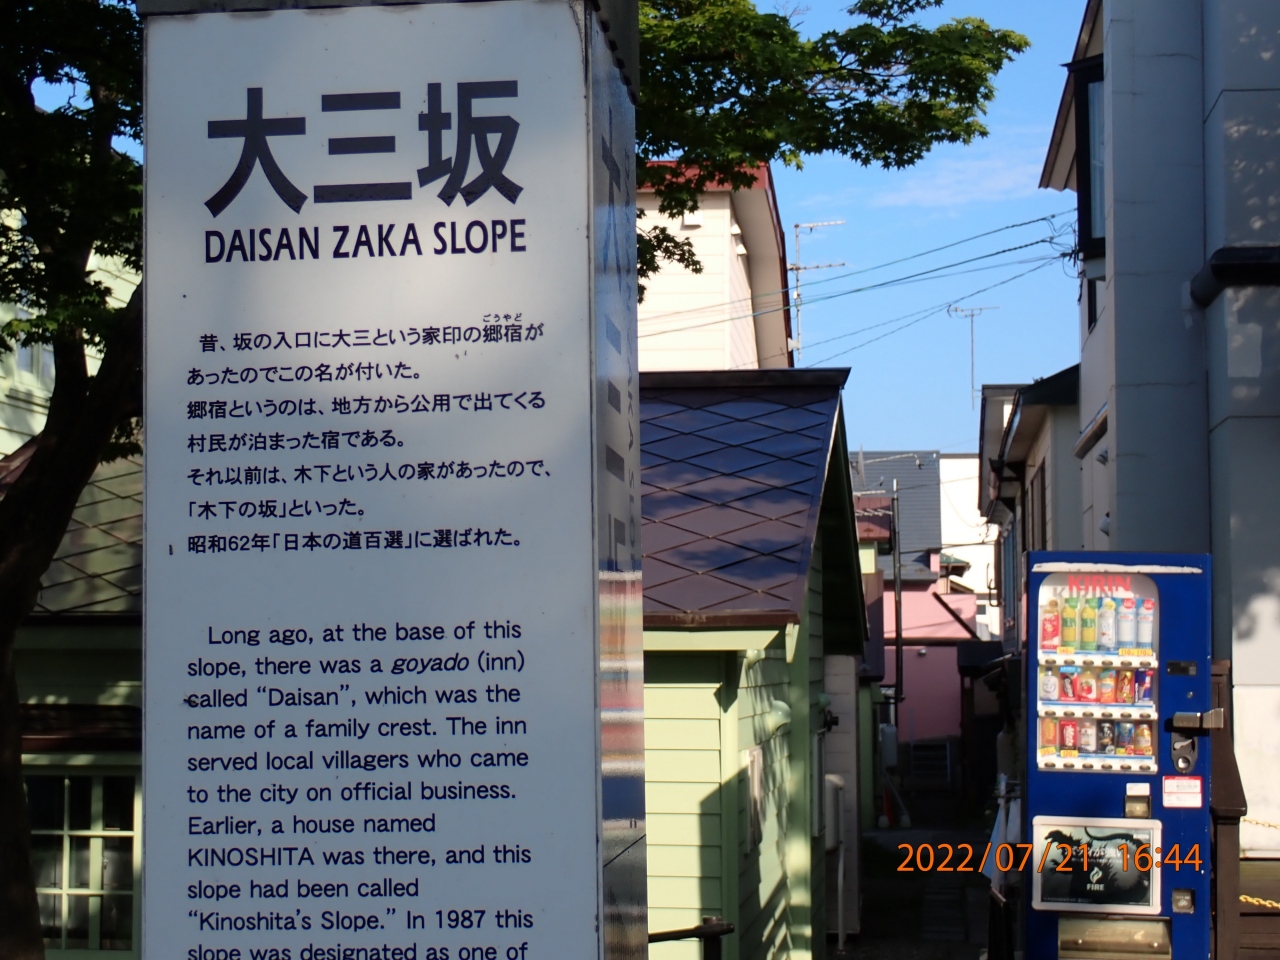 大三坂
DAISAN ZAKA SLOPE
ごうやど
昔、坂の入口に大三という家印の郷宿が
あったのでこの名が付いた。
郷宿というのは、地方から公用で出てくる
村民が泊まった宿である。
それ以前は、木下という人の家があったので、
「木下の坂」といった。
昭和62年「日本の道百選」に選ばれた。
Long ago, at the base of this
slope, there was a goyado (inn)
called “Daisan”, which was the
name of a family crest. The inn
served local villagers who came
to the city on official business.
Earlier, a house named
KINOSHITA was there, and this
slope had been called
“Kinoshita’s Slope.” In 1987 this
slope was designated as one of
KIRIN
FIRE
2022/07/21 16:44